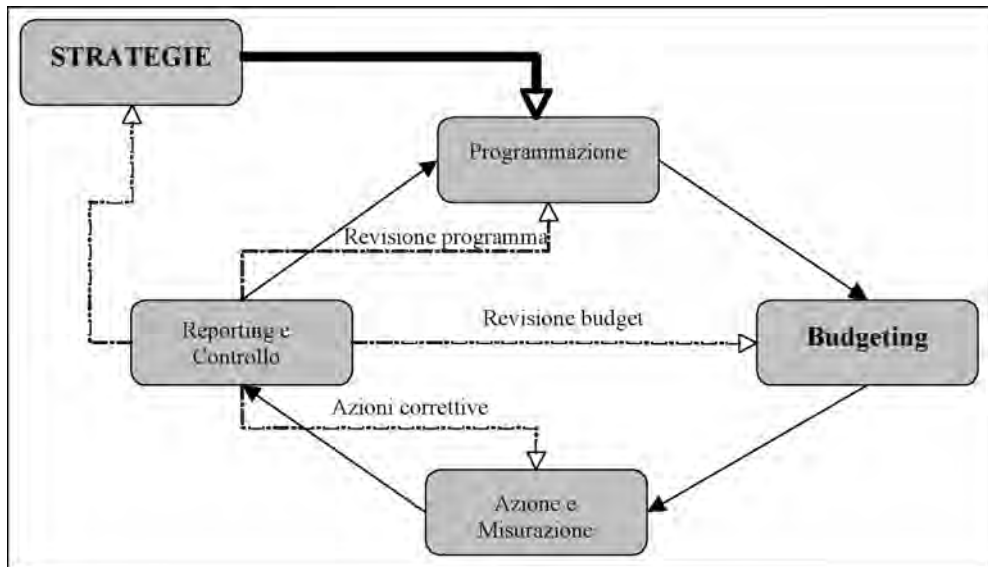 STRATEGIE
Programmazione
Revisione programma
Reporting e
Controllo
Revisione budget
Budgeting
Azioni correttive
Azione e
Misurazione